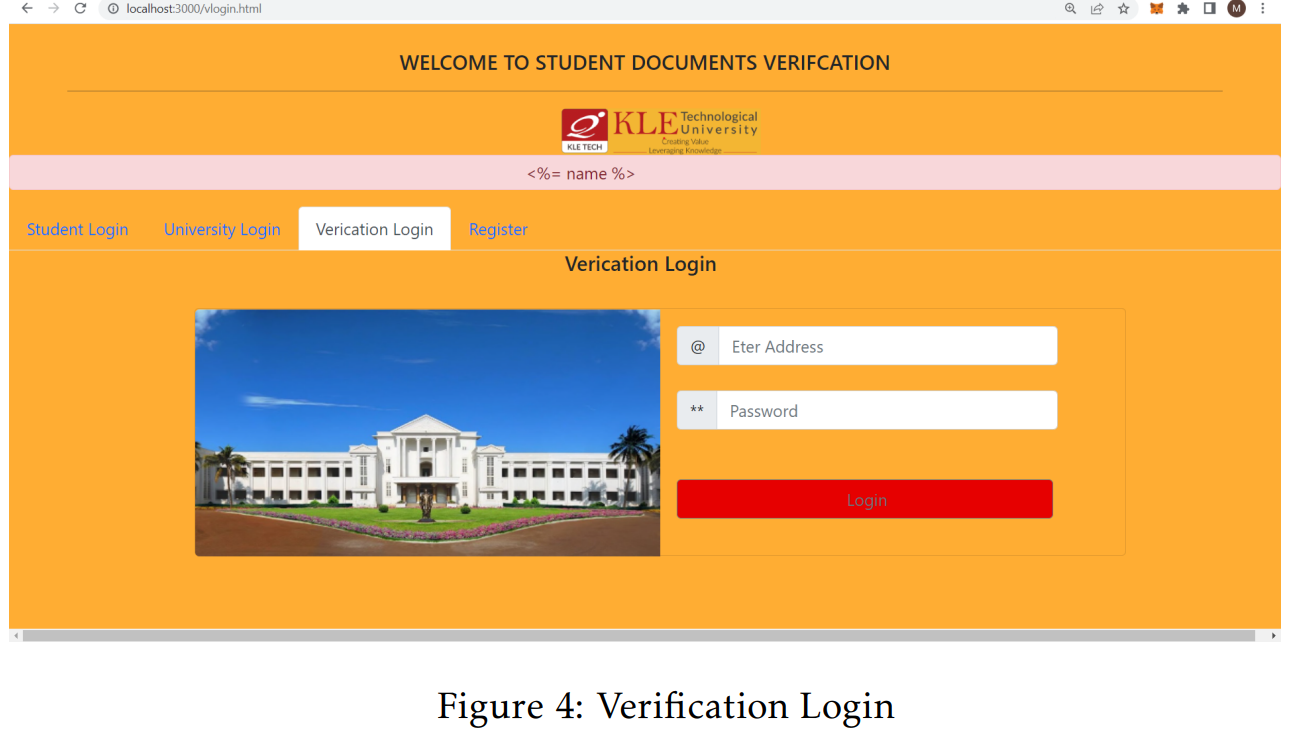 localhost:3000/vlogin.html
M
WELCOME TO STUDENT DOCUMENTS VERIFCATION
KLE TECH
KLE Technological University
Creating Value
Leveraging Knowledge
<%= name %>
Student Login University Login Verication Login Register
Verication Login
@ Eter Address
** Password
Login
Figure 4: Verification Login